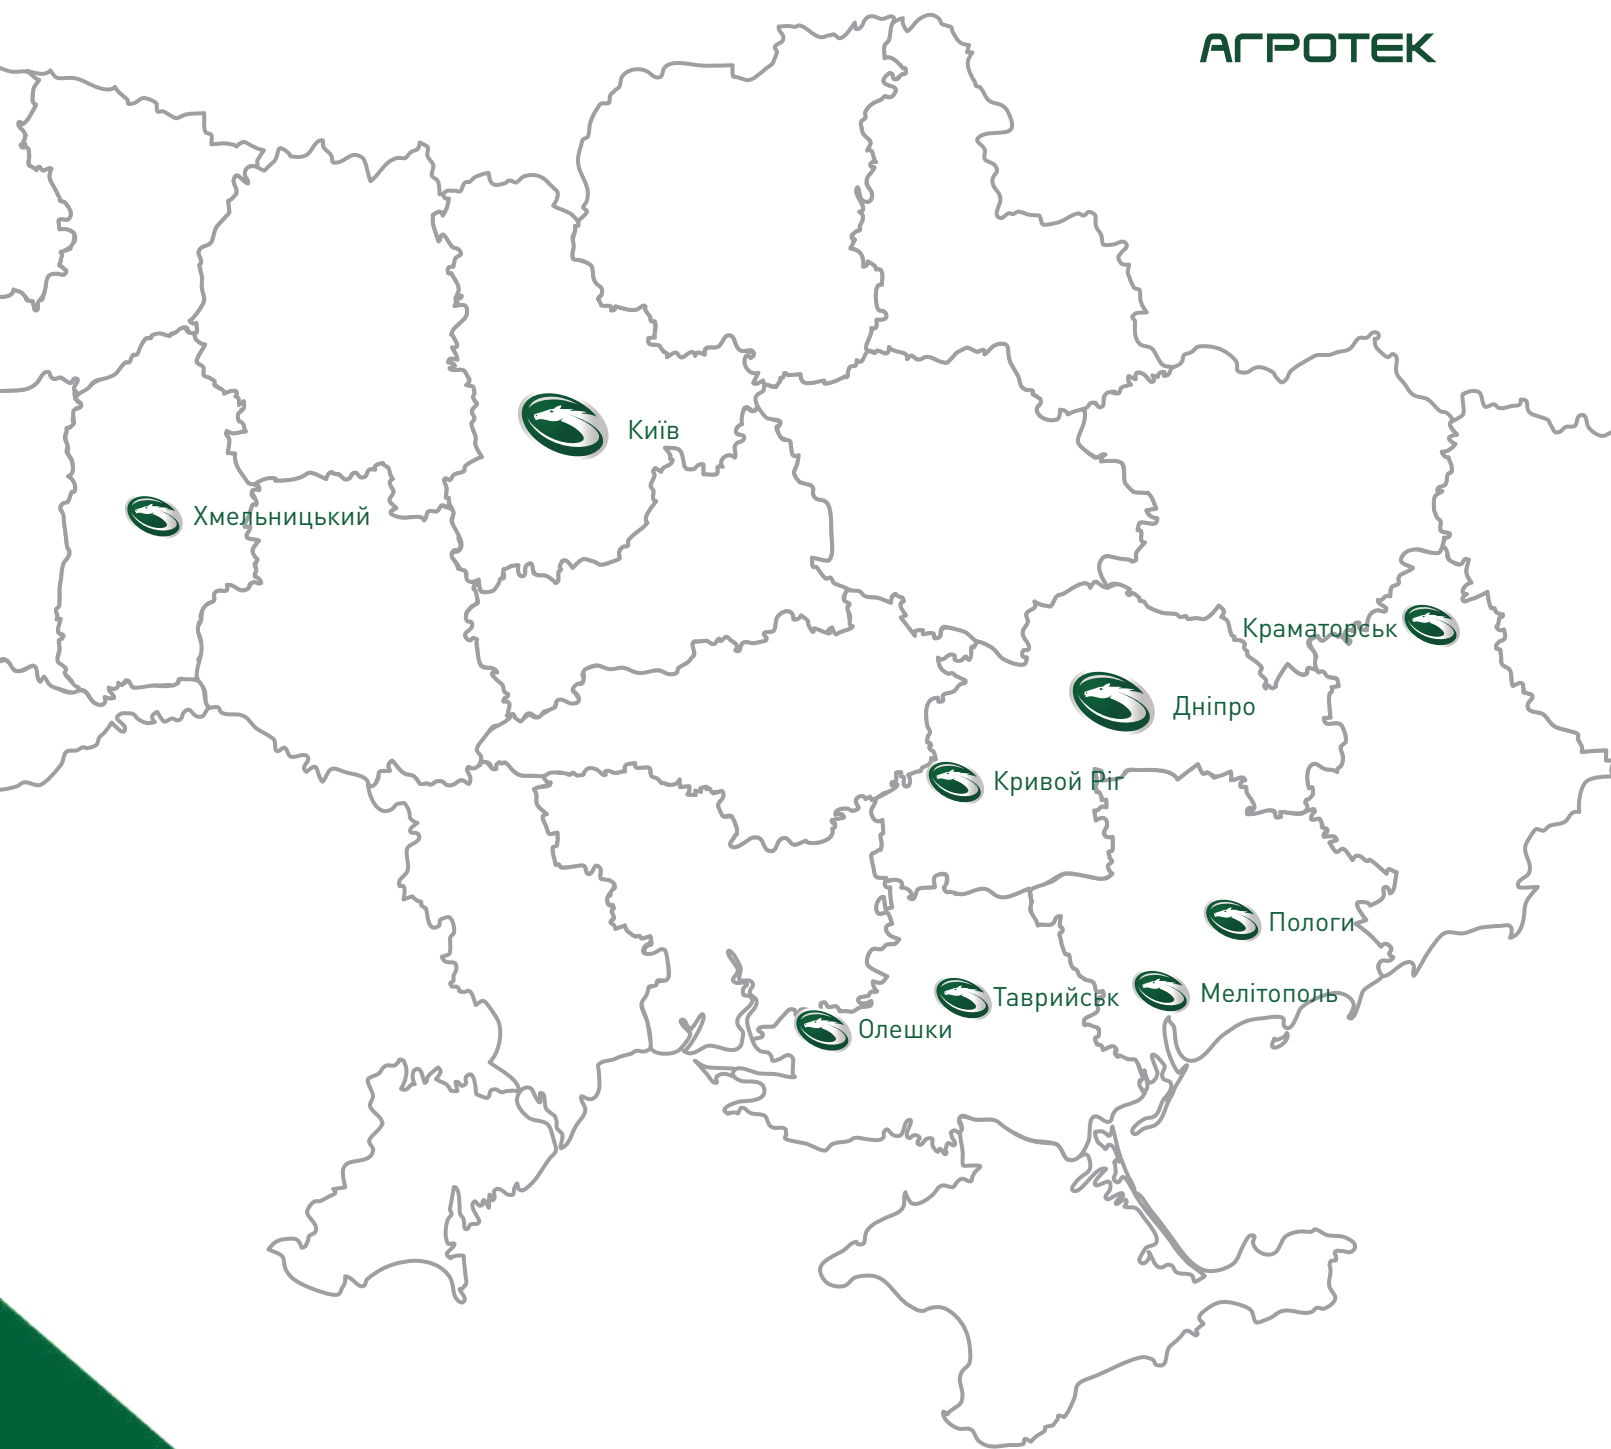 АГРОТЕК
Київ
Хмельницький
Краматорськ
Дніпро
Кривой Ріг
Пологи
Мелітополь
Таврийськ
Олешки